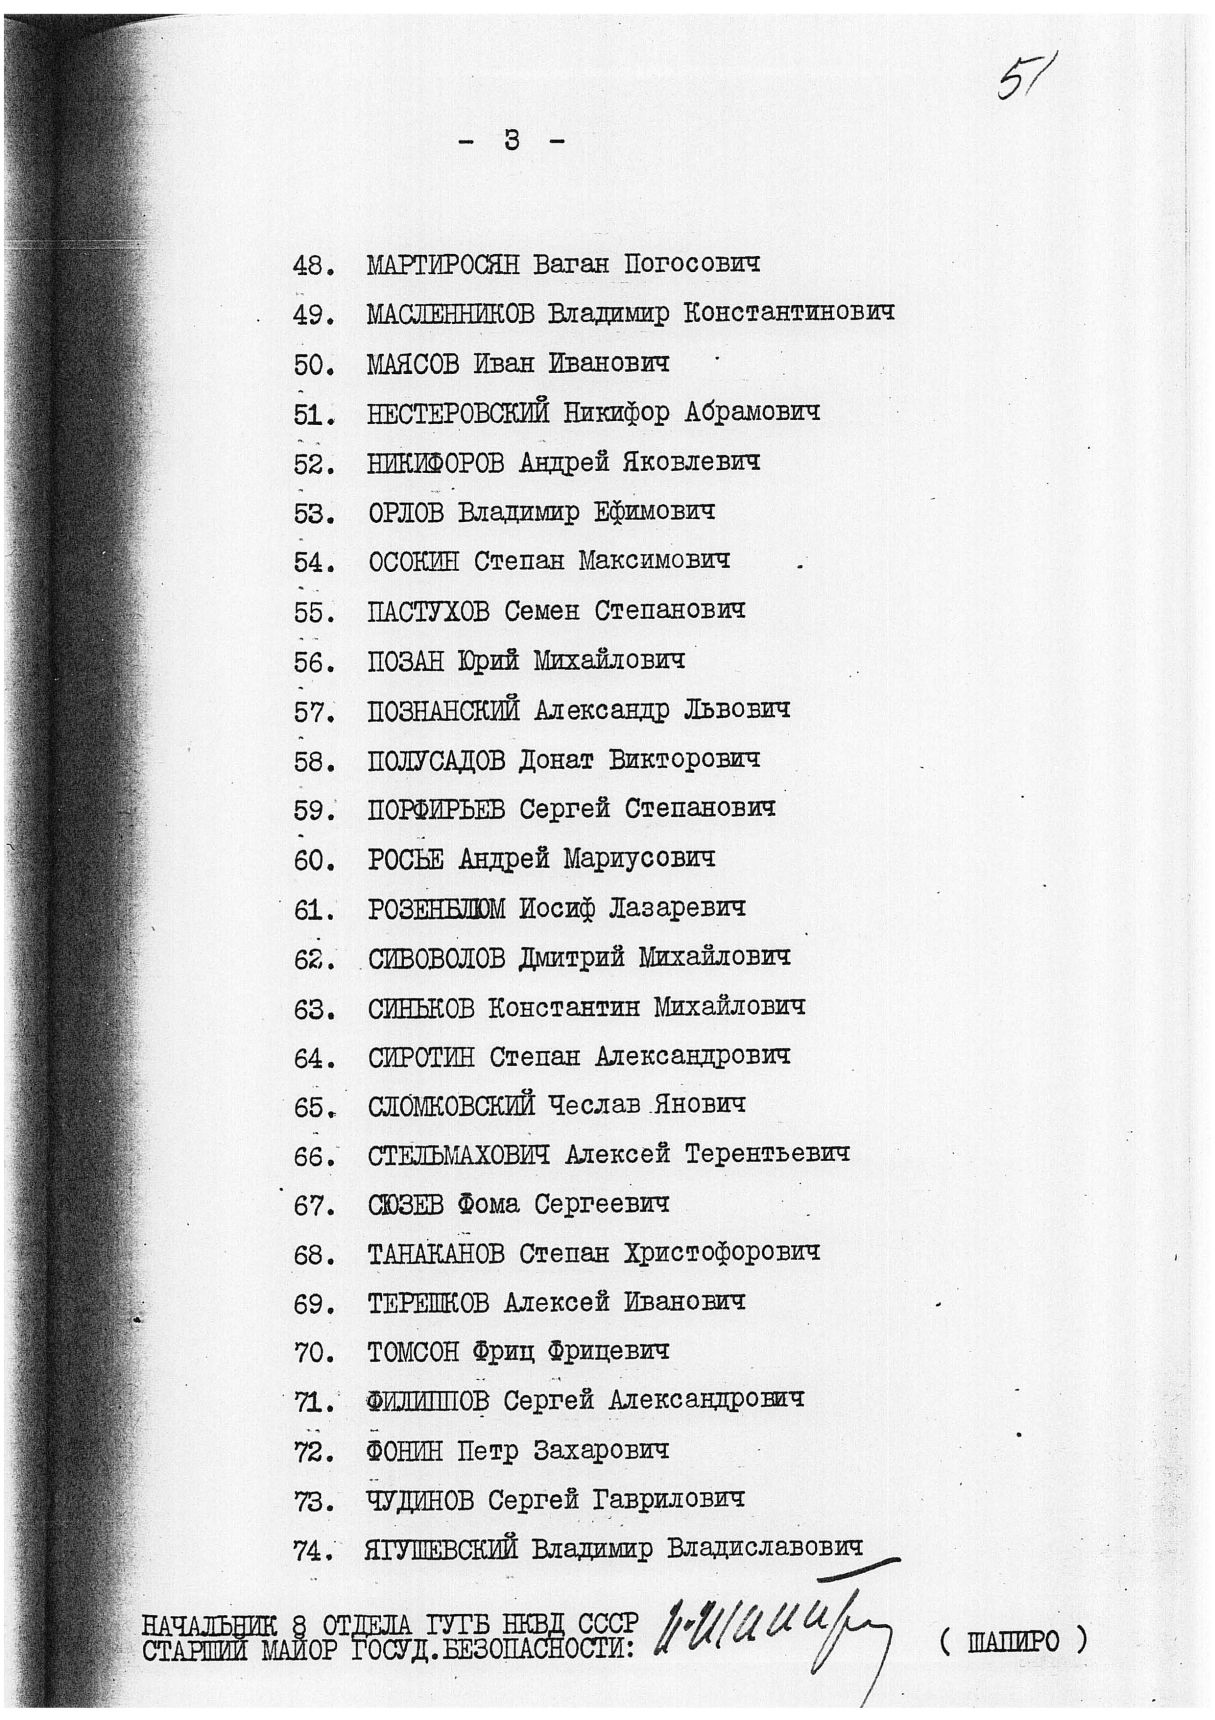 51
- 3 -
48. МАРТИРОСЯН Ваган Погосович
49. МАСЛЕННИКОВ Владимир Константинович
50. МАЯСОВ Иван Иванович
51. НЕСТЕРОВСКИЙ Никифор Абрамович
52. НИКИФОРОВ Андрей Яковлевич
53. ОРЛОВ Владимир Ефимович
54. ОСОКИН Степан Максимович
55. ПАСТУХОВ Семен Степанович
56. ПОЗАН Юрий Михайлович
57. ПОЗНАНСКИЙ Александр Львович
58. ПОЛУСАДОВ Донат Викторович
59. ПОРФИРЬЕВ Сергей Степанович
60. РОСЬЕ Андрей Мариусович
61. РОЗЕНБЛЮМ Иосиф Лазаревич
62. СИВОВОЛОВ Дмитрий Михайлович
63. СИНЬКОВ Константин Михайлович
64. СИРОТИН Степан Александрович
65. СЛОМКОВСКИЙ Чеслав Янович
66. СТЕЛЬМАХОВИЧ Алексей Терентьевич
67. СЮЗЕВ Фома Сергеевич
68. ТАНАКАНОВ Степан Христофорович
69. ТЕРЕШКОВ Алексей Иванович
70. ТОМСОН Фриц Фрицевич
71. ФИЛИППОВ Сергей Александрович
72. ФОНИН Петр Захарович
73. ЧУДИНОВ Сергей Гаврилович
74. ЯГУШЕВСКИЙ Владимир Владиславович
НАЧАЛЬНИК 8 ОТДЕЛА ГУГБ НКВД СССР
СТАРШИЙ МАЙОР ГОСУД.БЕЗОПАСНОСТИ: И. Шапиро ( ШАПИРО )